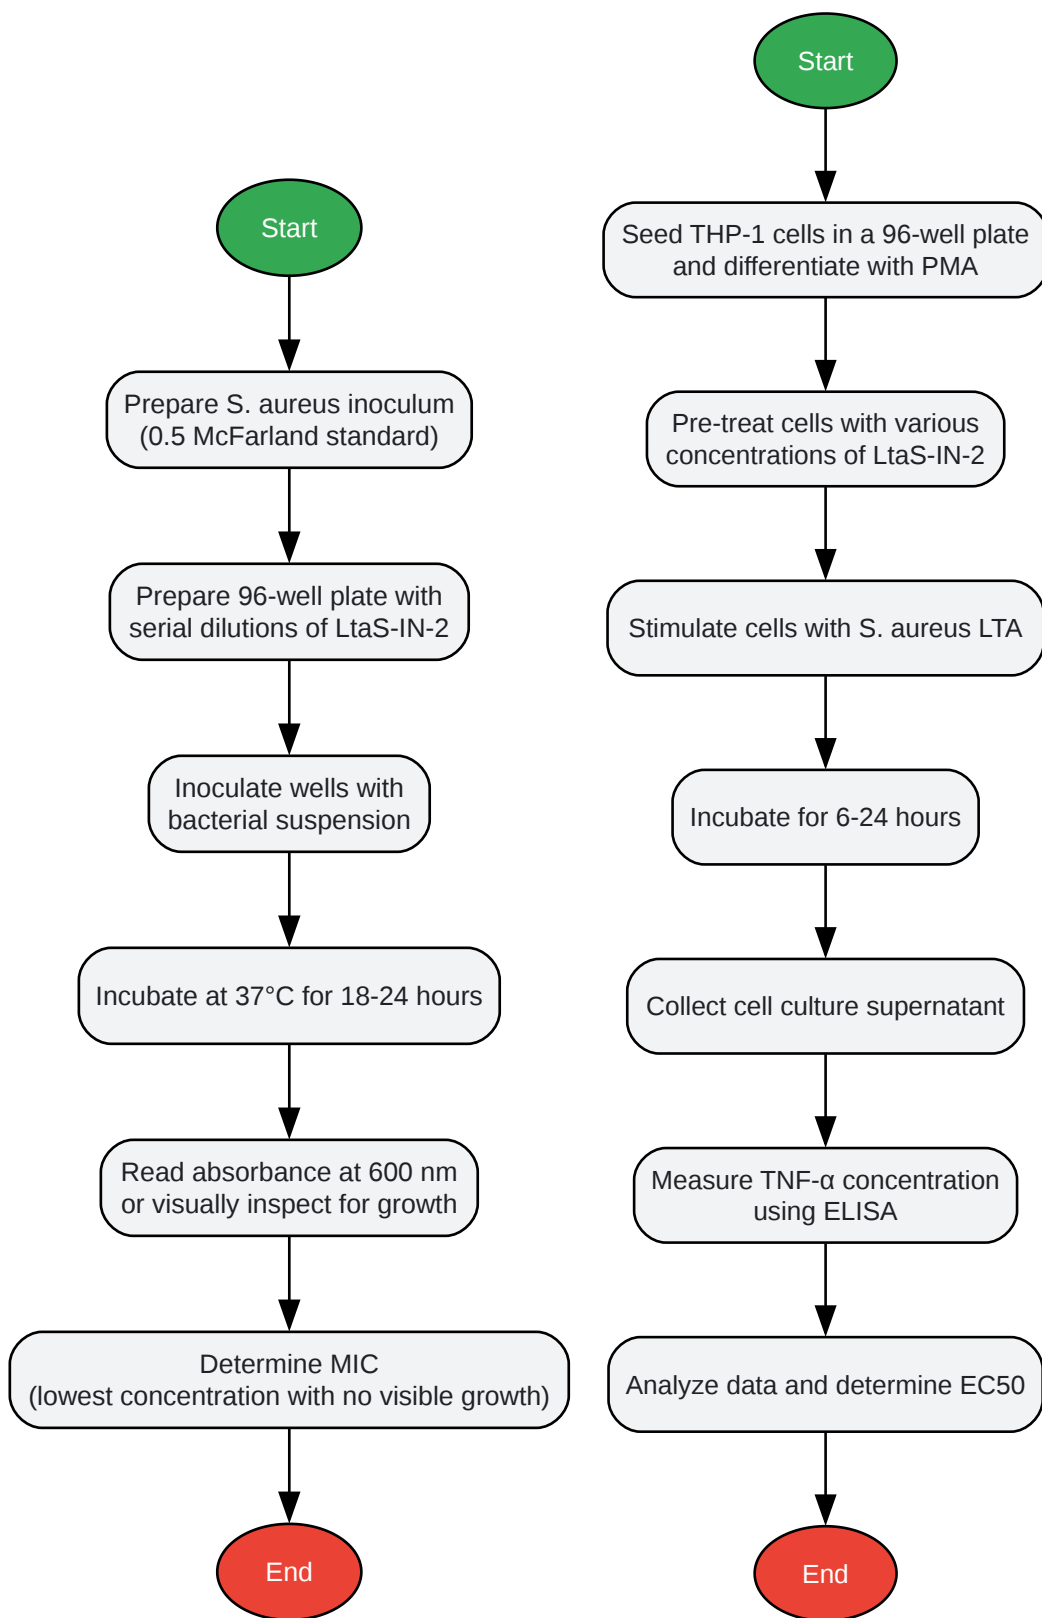 Start
Prepare S. aureus inoculum
(0.5 McFarland standard)
Prepare 96-well plate with
serial dilutions of LtaS-IN-2
Inoculate wells with
bacterial suspension
Incubate at 37°C for 18-24 hours
Read absorbance at 600 nm
or visually inspect for growth
Determine MIC
(lowest concentration with no visible growth)
End
Start
Seed THP-1 cells in a 96-well plate
and differentiate with PMA
Pre-treat cells with various
concentrations of LtaS-IN-2
Stimulate cells with S. aureus LTA
Incubate for 6-24 hours
Collect cell culture supernatant
Measure TNF-α concentration
using ELISA
Analyze data and determine EC50
End